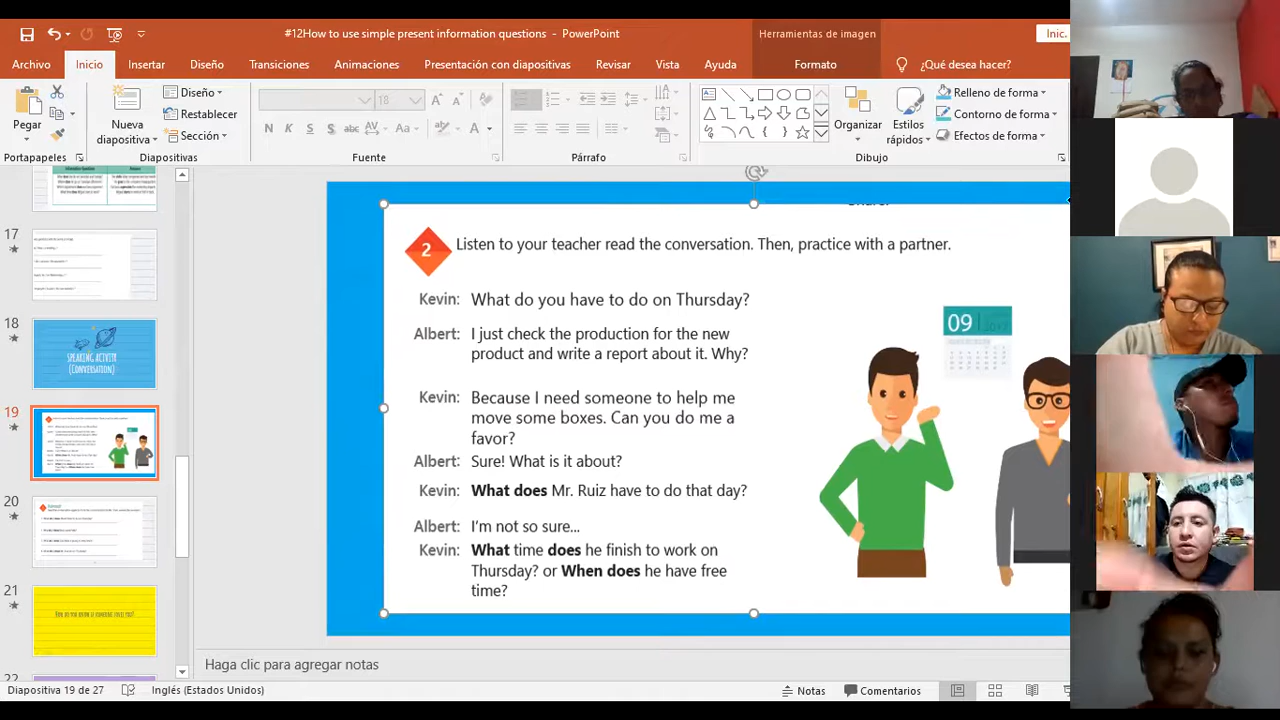 #12How to use simple present information questions - PowerPoint
Herramientas de imagen
Inic.
Archivo
Inicio
Insertar
Diseño
Transiciones
Animaciones
Presentación con diapositivas
Revisar
Vista
Ayuda
Formato
¿Qué desea hacer?
Pegar
Nueva
diapositiva
Diseño
Restablecer
Sección
18
N K S S abc AV Aa
A
Organizar
Estilos
rápidos
Relleno de forma
Contorno de forma
Efectos de forma
Portapapeles
Diapositivas
Fuente
Párrafo
Dibujo
17
18
SPEAKING ACTIVITY
(CONVERSATION)
19
20
21
22
2
Listen to your teacher read the conversation. Then, practice with a partner.
Kevin: What do you have to do on Thursday?
Albert: I just check the production for the new
product and write a report about it. Why?
Kevin: Because I need someone to help me
move some boxes. Can you do me a
favor?
Albert: Sure! What is it about?
Kevin: What does Mr. Ruiz have to do that day?
Albert: I'm not so sure...
Kevin: What time does he finish to work on
Thursday? or When does he have free
time?
09
Haga clic para agregar notas
Diapositiva 19 de 27
Inglés (Estados Unidos)
Notas
Comentarios